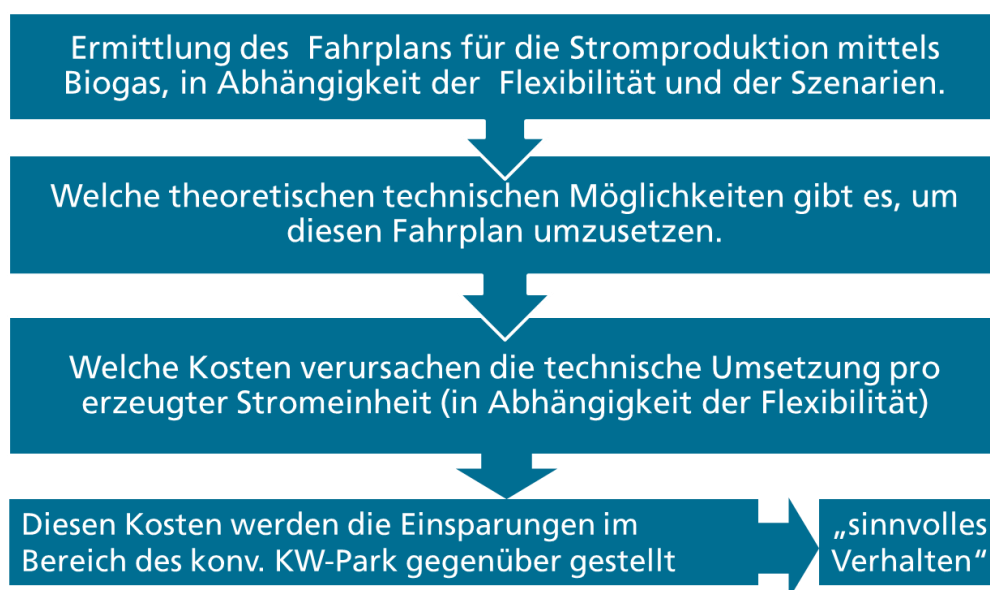 Ermittlung des Fahrplans für die Stromproduktion mittels
Biogas, in Abhängigkeit der Flexibilität und der Szenarien.
Welche theoretischen technischen Möglichkeiten gibt es, um
diesen Fahrplan umzusetzen.
Welche Kosten verursachen die technische Umsetzung pro
erzeugter Stromeinheit (in Abhängigkeit der Flexibilität)
Diesen Kosten werden die Einsparungen im
Bereich des konv. KW-Park gegenüber gestellt
„sinnvolles
Verhalten“